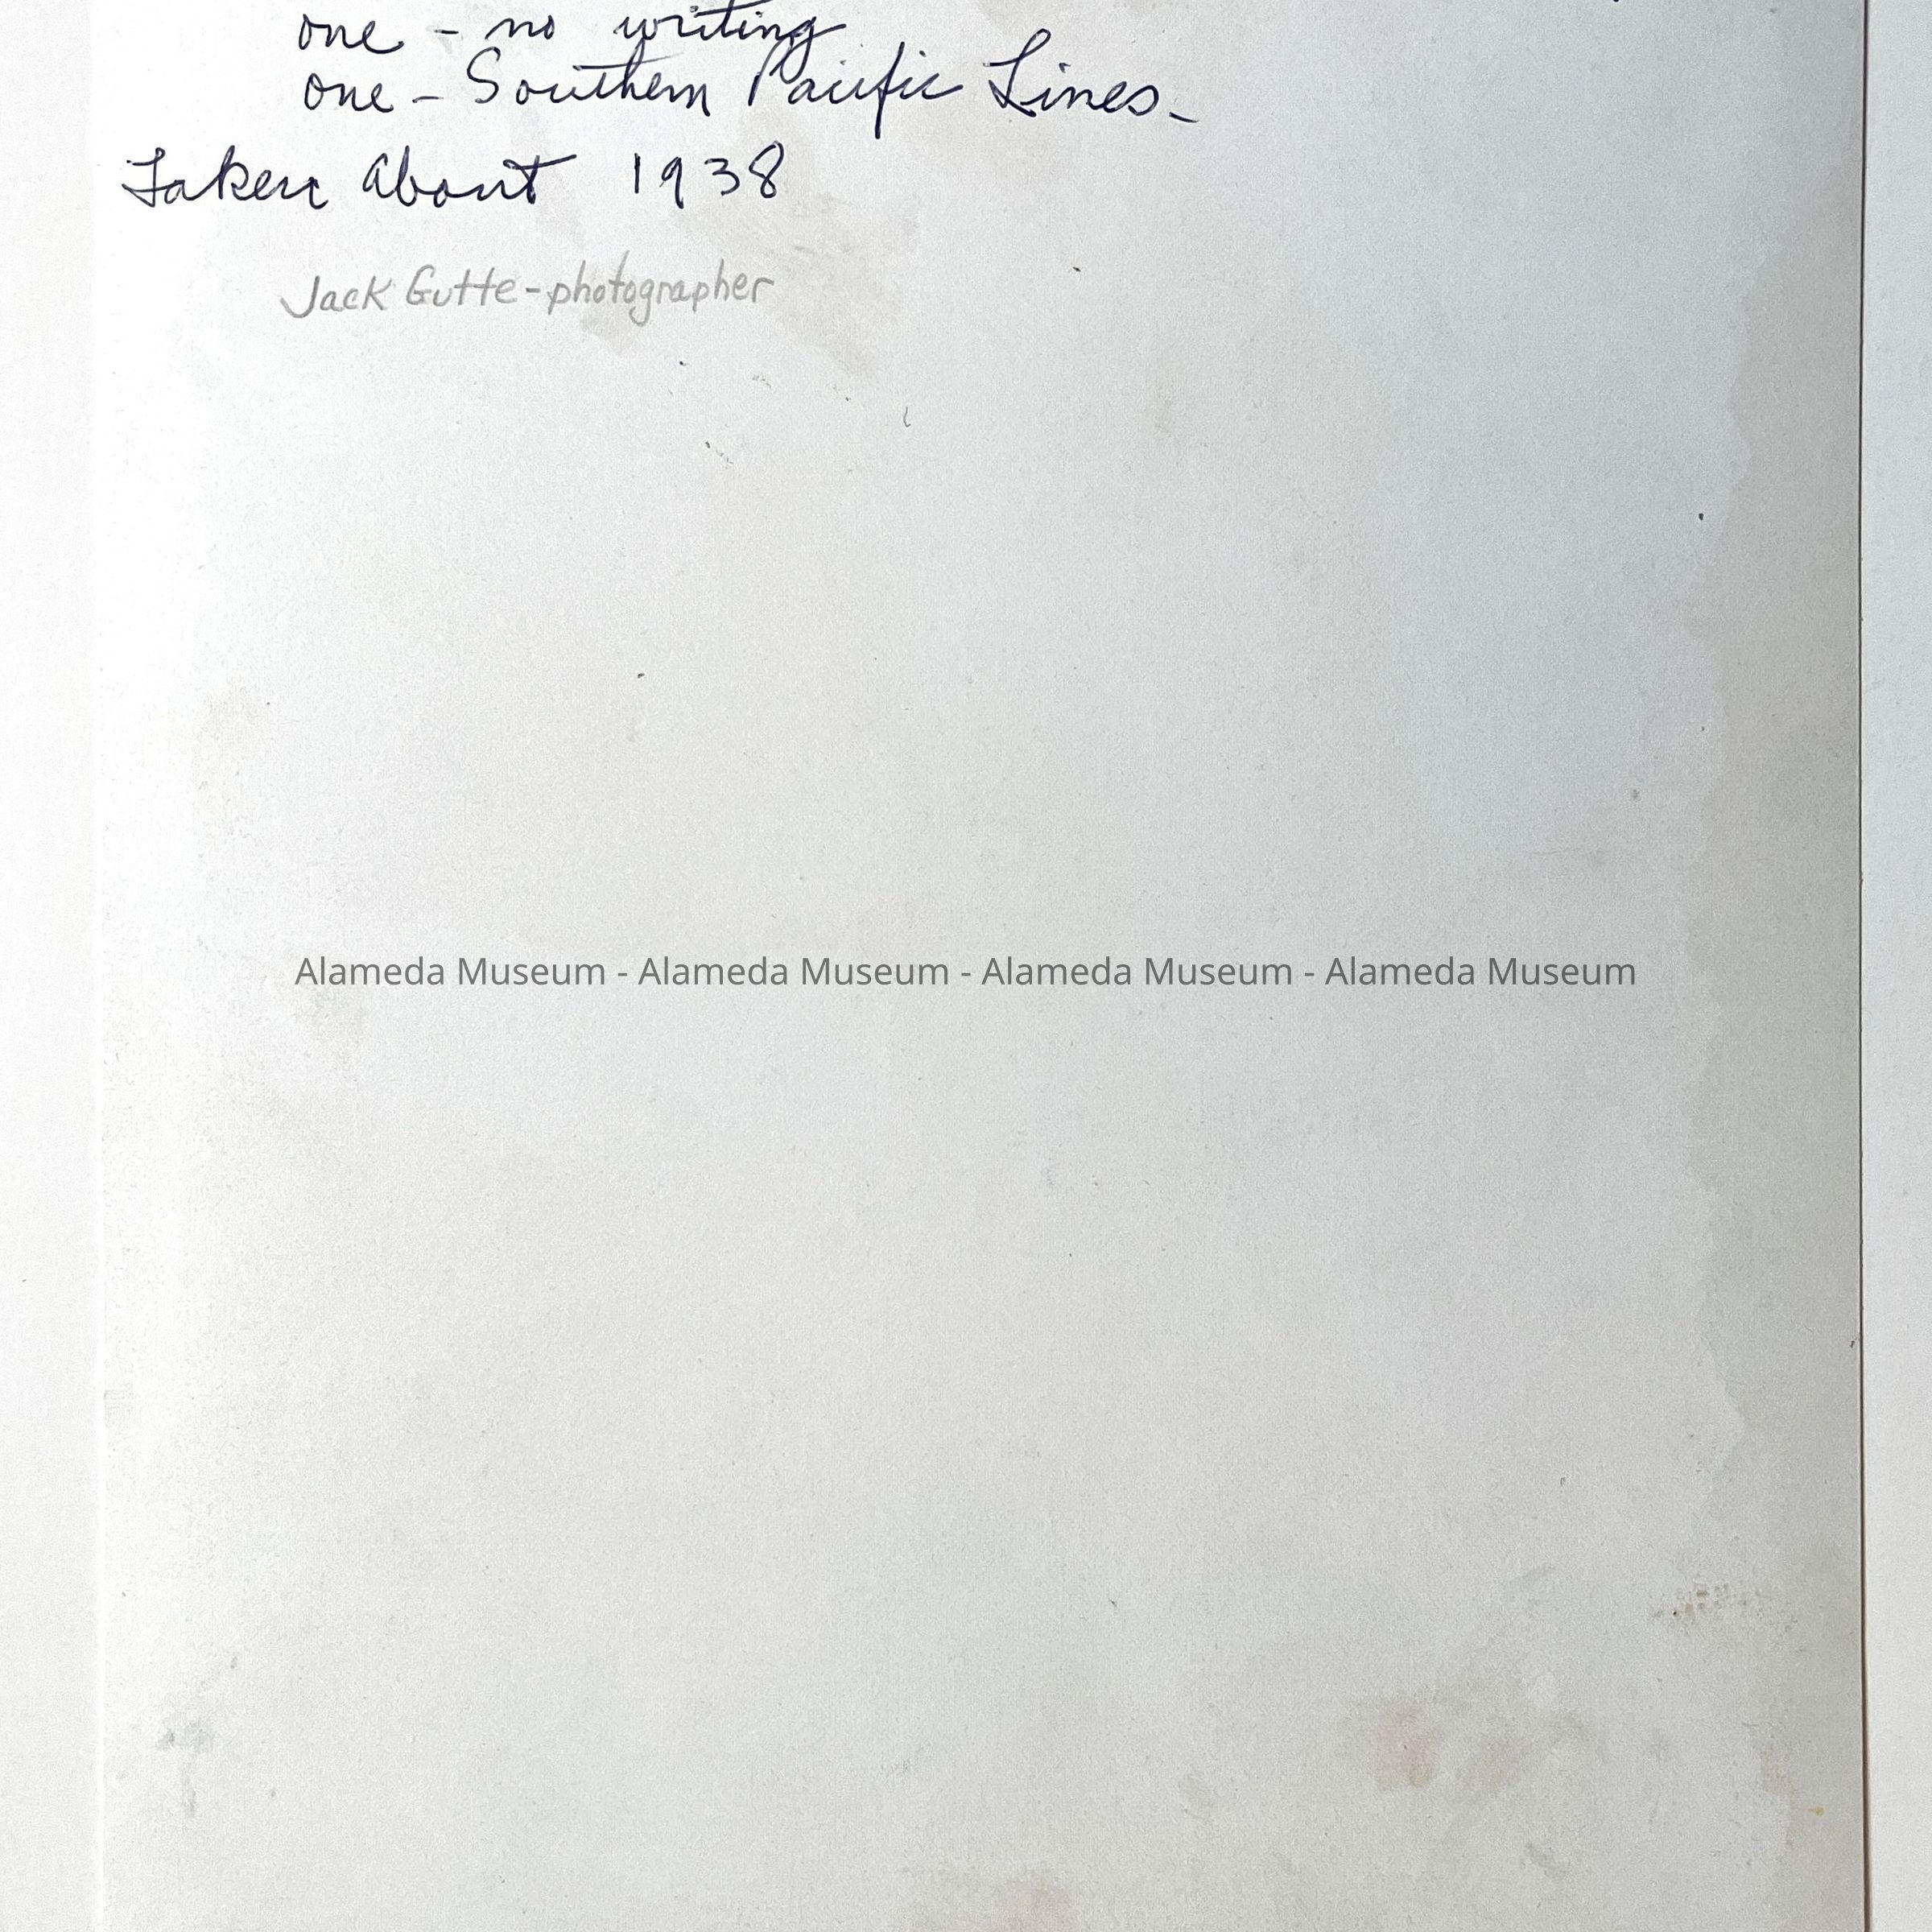 one - no writing
one - Southern Pacific Lines -
Taken About 1938
Jack Gutte - photographer
Alameda Museum - Alameda Museum - Alameda Museum - Alameda Museum